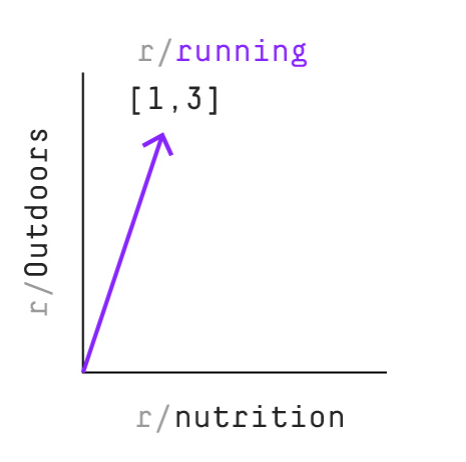 r/running
[1,3]
r/Outdoors
r/nutrition